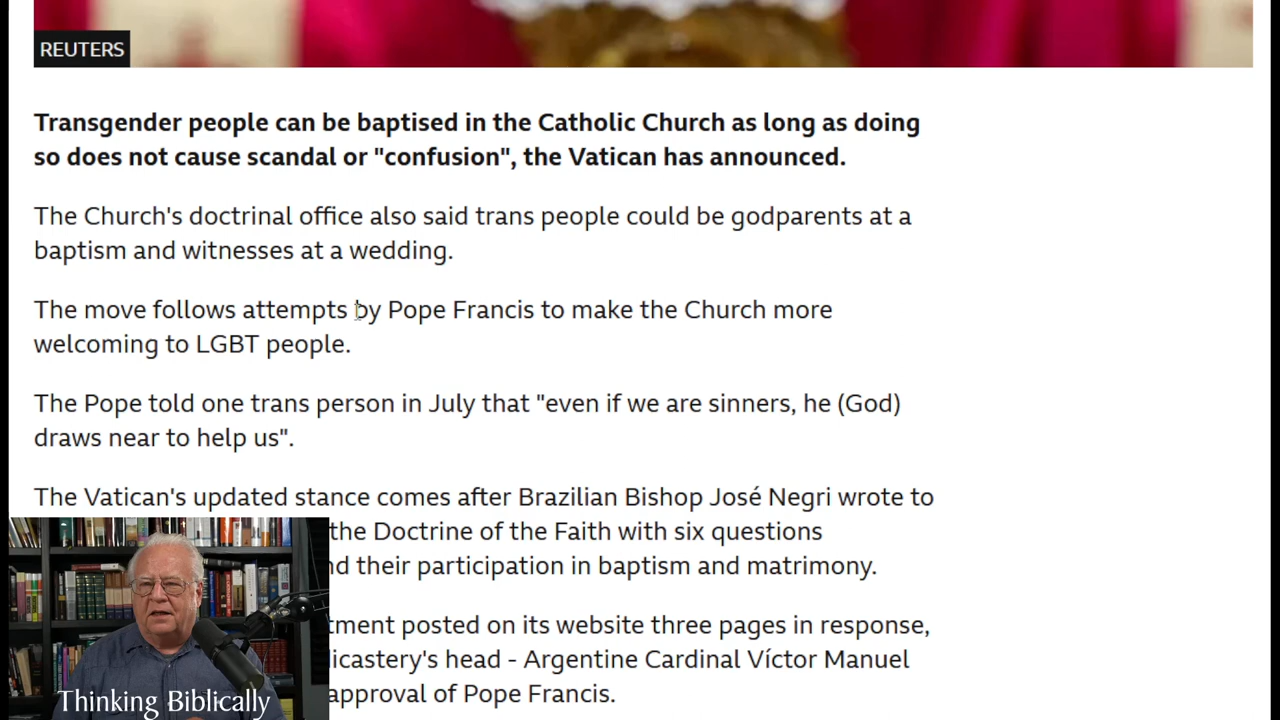 REUTERS
Transgender people can be baptised in the Catholic Church as long as doing
so does not cause scandal or "confusion", the Vatican has announced.
The Church's doctrinal office also said trans people could be godparents at a
baptism and witnesses at a wedding.
The move follows attempts by Pope Francis to make the Church more
welcoming to LGBT people.
The Pope told one trans person in July that "even if we are sinners, he (God)
draws near to help us".
The Vatican's updated stance comes after Brazilian Bishop José Negri wrote to
the Doctrine of the Faith with six questions
their participation in baptism and matrimony.
posted on its website three pages in response,
head - Argentine Cardinal Víctor Manuel
approval of Pope Francis.
Thinking Biblically